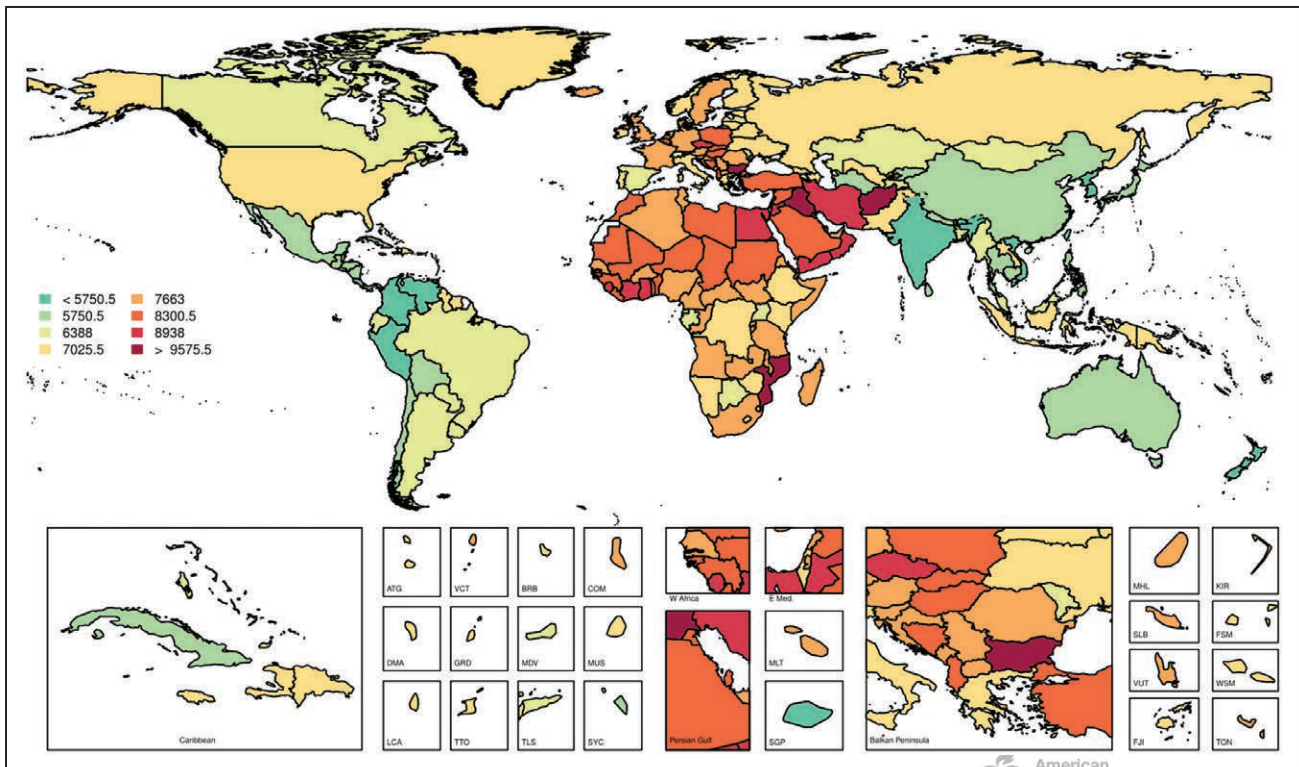 < 5750.5
5750.5
6388
7025.5
7663
8300.5
8938
> 9575.5
Caribbean
ATG
VCT
BRB
COM
DMA
GRD
MDV
MUS
LCA
TTO
TLS
SYC
W Africa
E Med.
Persian Gulf
MLT
SGP
Balkan Peninsula
MHL
KIR
SLB
FSM
VUT
WSM
FJI
TON
American